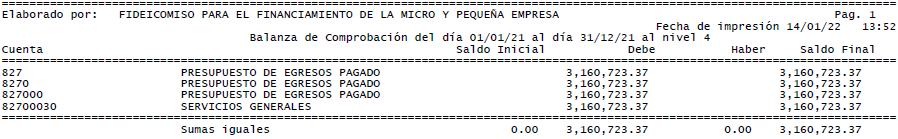 Elaborado por: FIDEICOMISO PARA EL FINANCIAMIENTO DE LA MICRO Y PEQUEÑA EMPRESA Pag. 1
Fecha de impresión 14/01/22 13:52
Balanza de Comprobación del día 01/01/21 al día 31/12/21 al nivel 4
Cuenta Saldo Inicial Debe Haber Saldo Final
827 PRESUPUESTO DE EGRESOS PAGADO 3,160,723.37 3,160,723.37
8270 PRESUPUESTO DE EGRESOS PAGADO 3,160,723.37 3,160,723.37
827000 PRESUPUESTO DE EGRESOS PAGADO 3,160,723.37 3,160,723.37
82700030 SERVICIOS GENERALES 3,160,723.37 3,160,723.37
Sumas iguales 0.00 3,160,723.37 0.00 3,160,723.37